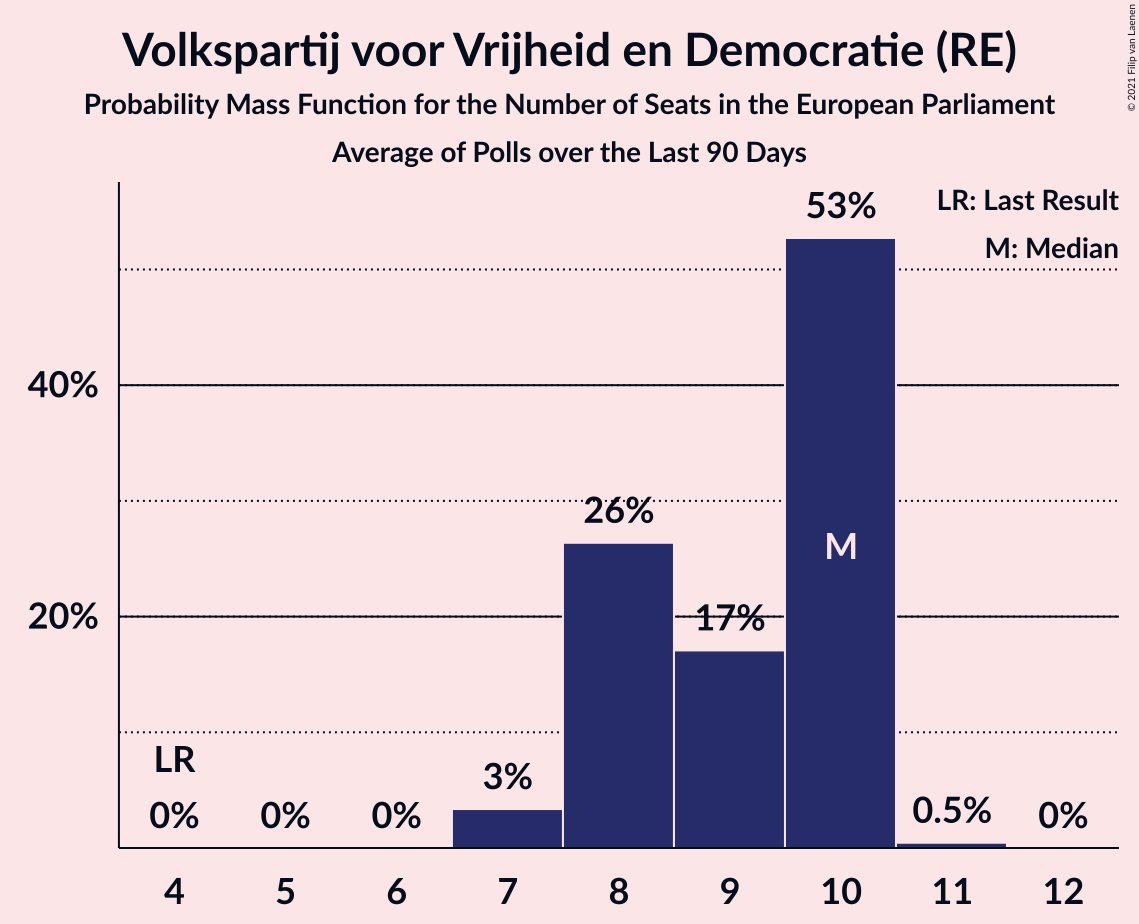 Volkspartij voor Vrijheid en Democratie (RE)
Probability Mass Function for the Number of Seats in the European Parliament
Average of Polls over the Last 90 Days
© 2021 Filip van Laenen
LR: Last Result
M: Median
53%
40%
26%
M
20%
17%
LR
3%
0% 0% 0% 0.5% 0%
4 5 6 7 8 9 10 11 12